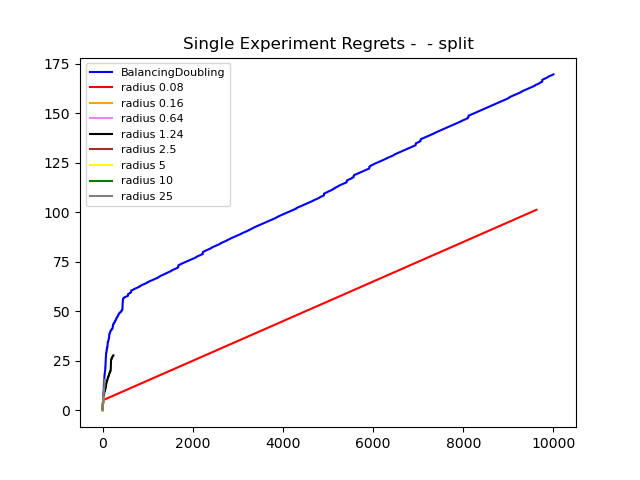 Single Experiment Regrets -  - split
175
150
125
100
75
50
25
0
BalancingDoubling
radius 0.08
radius 0.16
radius 0.64
radius 1.24
radius 2.5
radius 5
radius 10
radius 25
0 2000 4000 6000 8000 10000